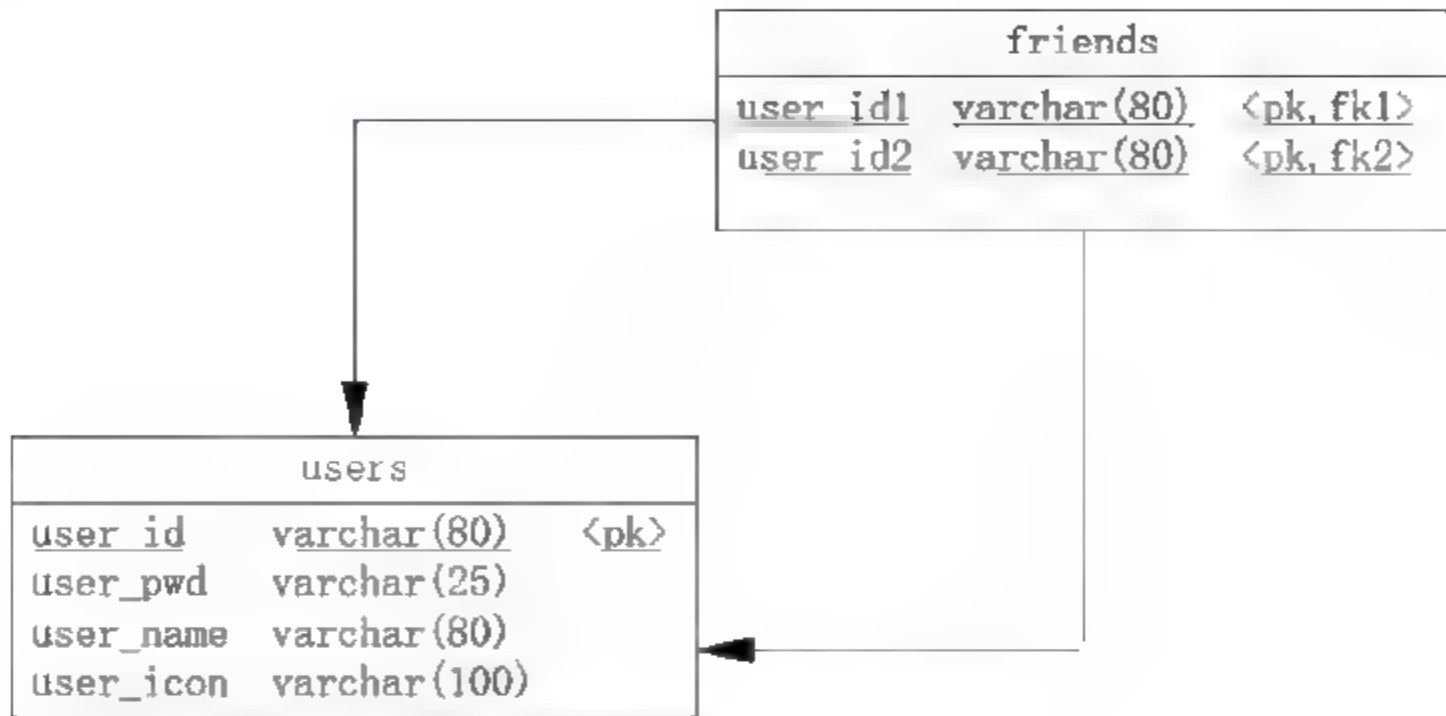 friends
user_id1 varchar(80) <pk, fk1>
user_id2 varchar(80) <pk, fk2>
users
user_id varchar(80) <pk>
user_pwd varchar(25)
user_name varchar(80)
user_icon varchar(100)